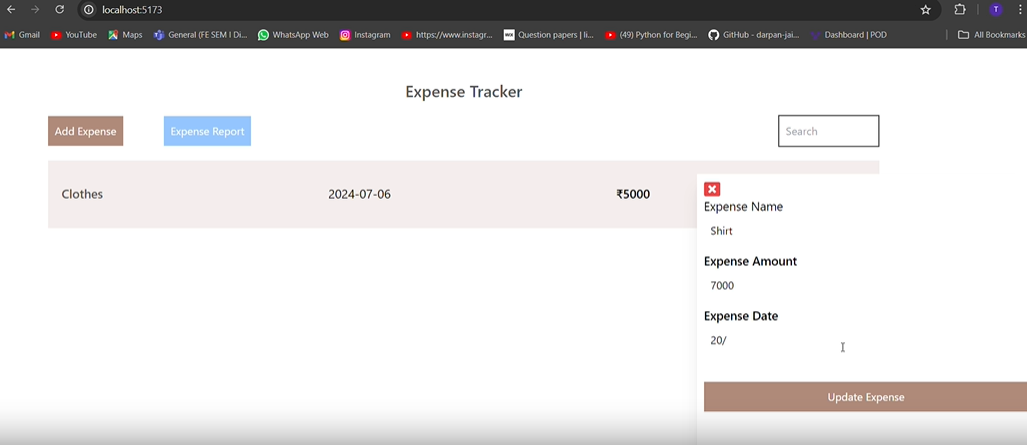 localhost:5173
T
Gmail YouTube Maps General (FE SEM I Di... WhatsApp Web Instagram https://www.instagr... Question papers | li... (49) Python for Begi... GitHub - darpan-jai... Dashboard | POD All Bookmarks
Expense Tracker
Add Expense Expense Report Search
Clothes 2024-07-06 ₹5000
Expense Name
Shirt
Expense Amount
7000
Expense Date
20/
Update Expense